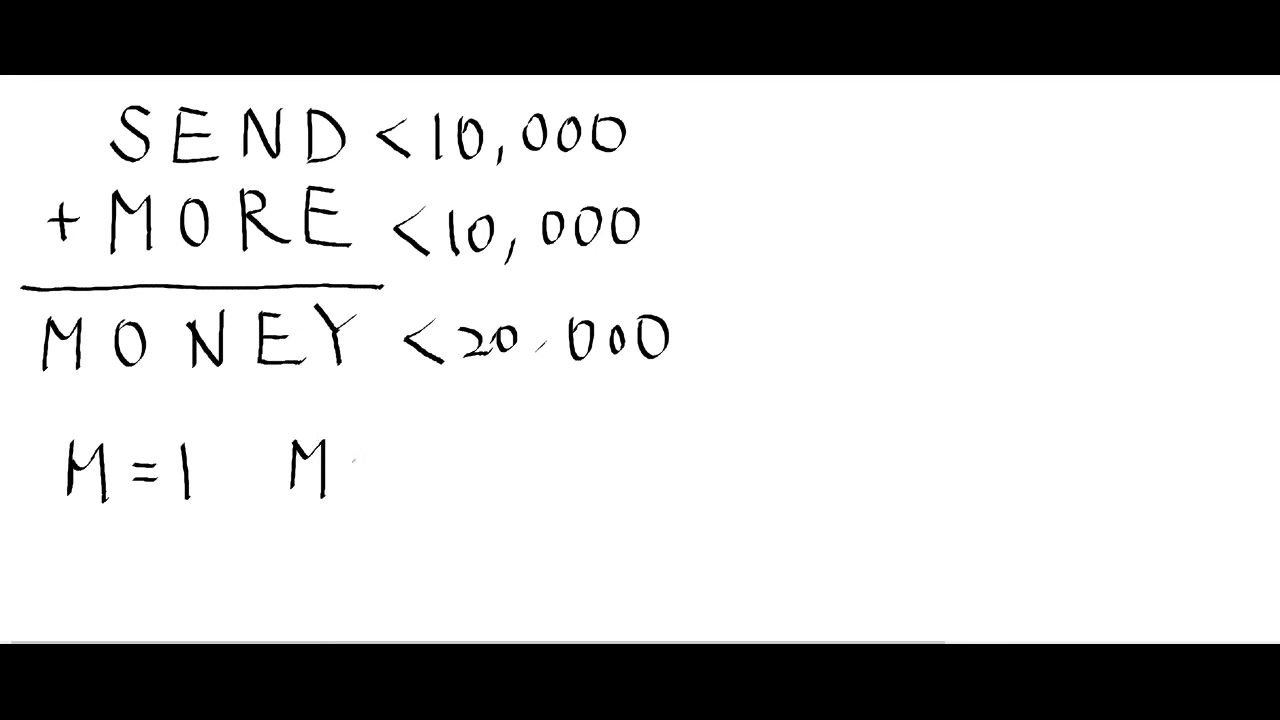 SEND < 10,000
+ MORE < 10,000
MONEY < 20,000
M = 1 M